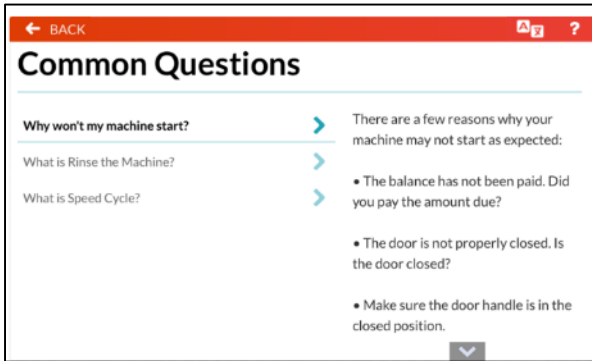 BACK
A文 ?
Common Questions
Why won't my machine start?
What is Rinse the Machine?
What is Speed Cycle?
There are a few reasons why your
machine may not start as expected:
• The balance has not been paid. Did
you pay the amount due?
• The door is not properly closed. Is
the door closed?
• Make sure the door handle is in the
closed position.